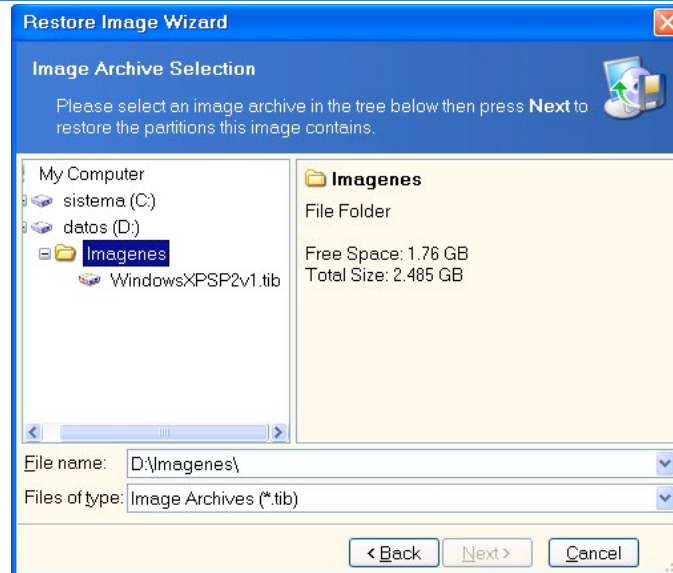 Restore Image Wizard
Image Archive Selection
Please select an image archive in the tree below then press Next to
restore the partitions this image contains.
My Computer
sistema (C:)
datos (D:)
Imagenes
WindowsXPSP2v1.tib
Imagenes
File Folder
Free Space: 1.76 GB
Total Size: 2.485 GB
File name: D:\Imagenes\
Files of type: Image Archives (*.tib)
< Back Next > Cancel